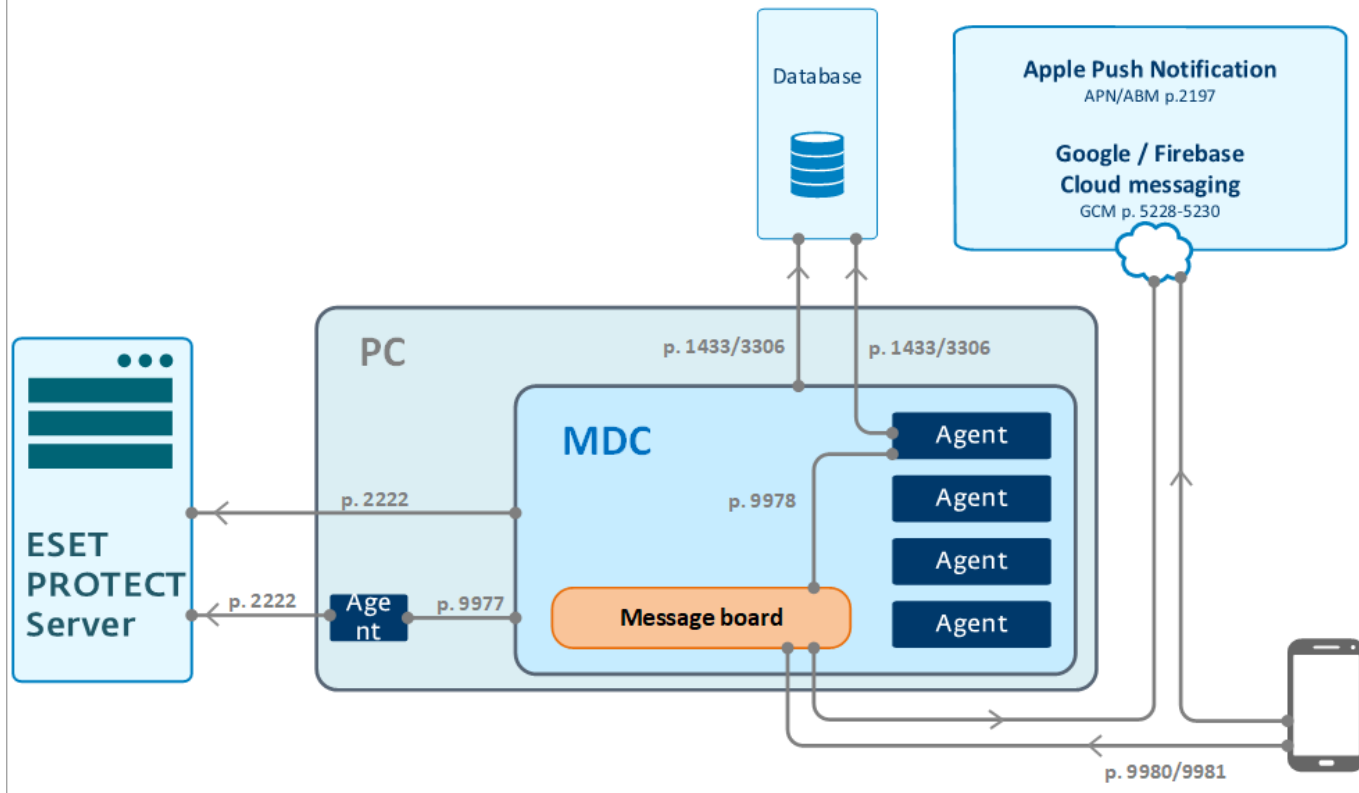 Database
Apple Push Notification
APN/ABM p.2197
Google / Firebase
Cloud messaging
GCM p. 5228-5230
PC
p. 1433/3306
p. 1433/3306
MDC
Agent
p. 9978
Agent
Agent
Agent
Message board
p. 2222
ESET
PROTECT
Server
p. 2222
Age
nt
p. 9977
p. 9980/9981